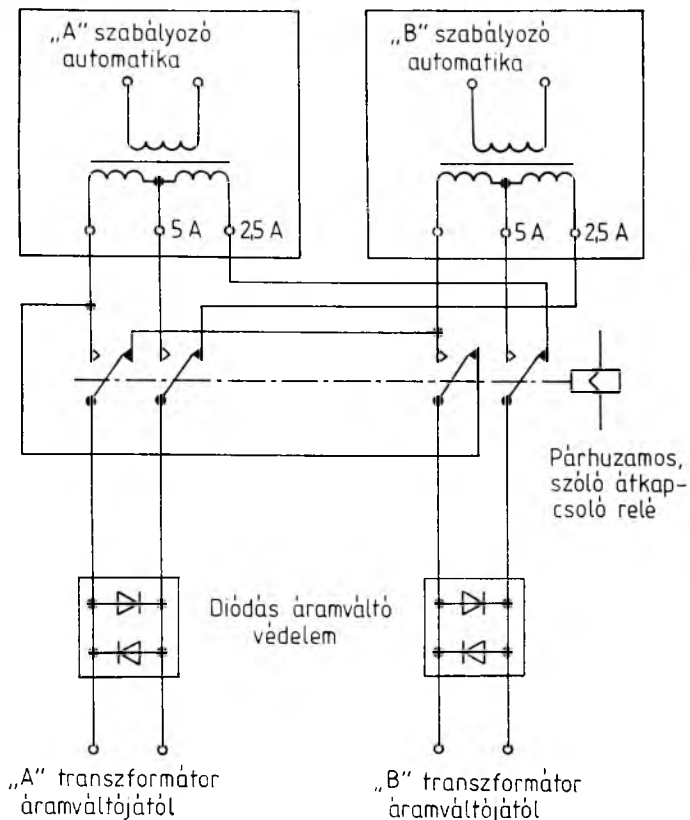 „A" szabályozó
automatika
5 A
2,5 A
„B" szabályozó
automatika
5 A
2,5 A
Párhuzamos,
szóló átkap-
csoló relé
Diódás áramváltó
védelem
„A" transzformátor
áramváltójától
„B" transzformátor
áramváltójától